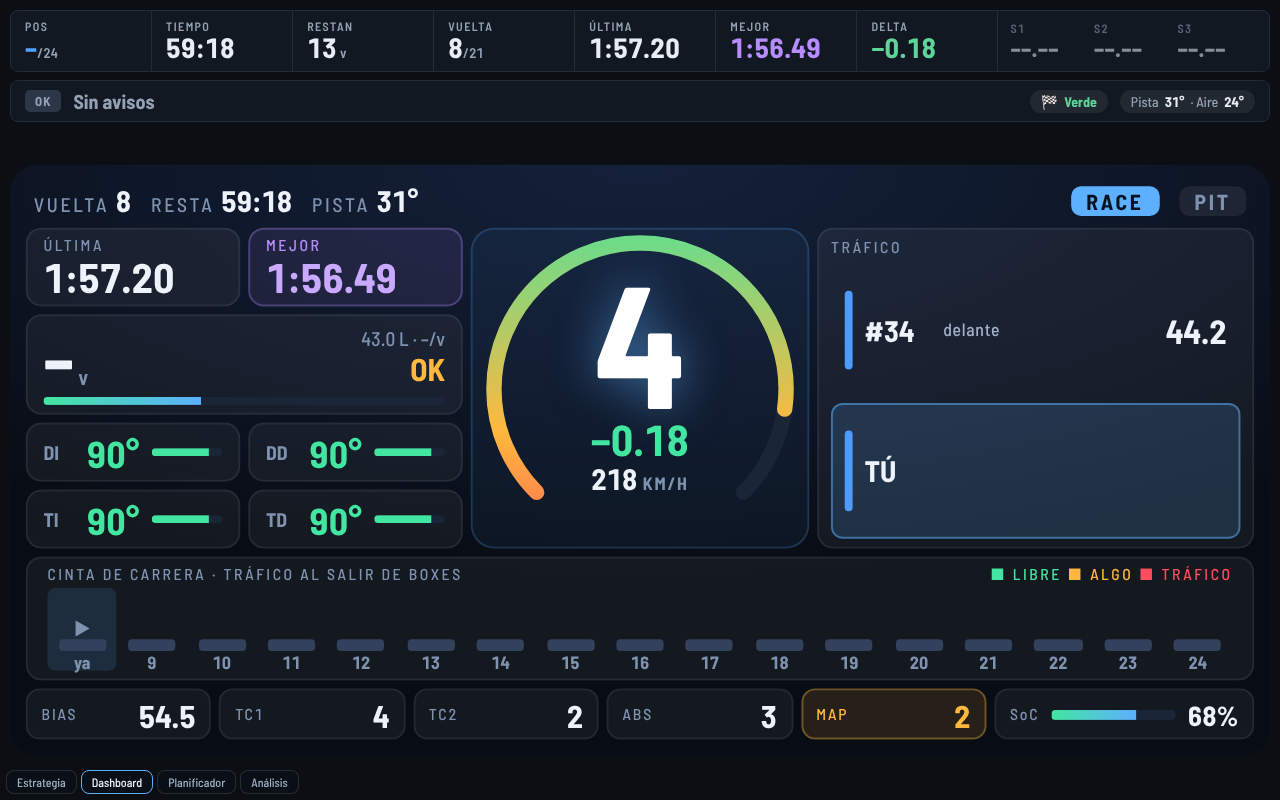 POS TIEMPO RESTAN VUELTA ÚLTIMA MEJOR DELTA S1 S2 S3
–/24 59:18 13 v 8/21 1:57.20 1:56.49 −0.18 --.-- --.-- --.--
OK Sin avisos Verde Pista 31° · Aire 24°
VUELTA 8 RESTA 59:18 PISTA 31° RACE PIT
ÚLTIMA MEJOR TRÁFICO
1:57.20 1:56.49
4
#34 delante 44.2
43.0 L · –/v
– v OK
−0.18
218 KM/H
DI 90° DD 90°
TÚ
TI 90° TD 90°
CINTA DE CARRERA · TRÁFICO AL SALIR DE BOXES LIBRE ALGO TRÁFICO
▶
ya 9 10 11 12 13 14 15 16 17 18 19 20 21 22 23 24
BIAS 54.5 TC1 4 TC2 2 ABS 3 MAP 2 SoC 68%
Estrategia Dashboard Planificador Análisis